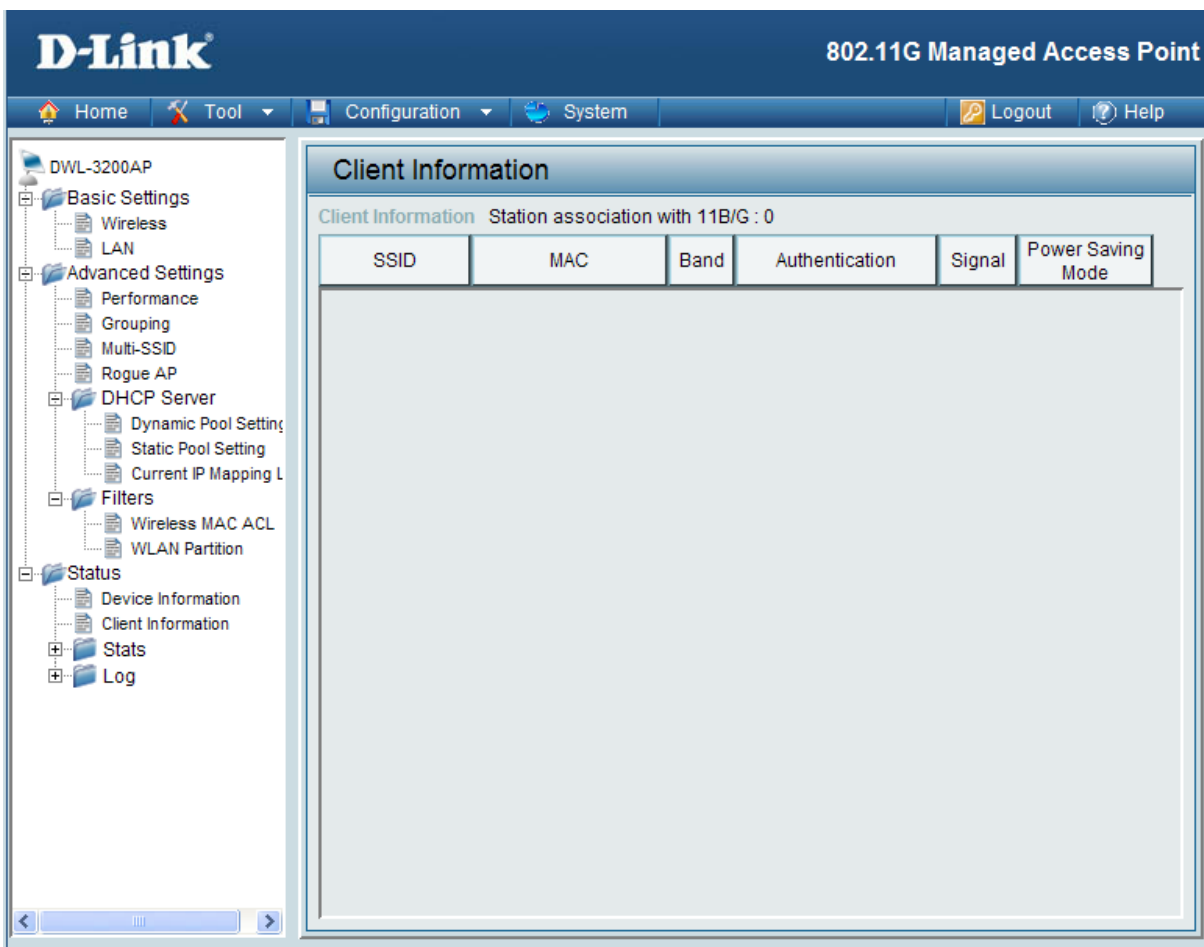 D-Link
802.11G Managed Access Point
Home Tool Configuration System Logout Help
DWL-3200AP
Basic Settings
Wireless
LAN
Advanced Settings
Performance
Grouping
Multi-SSID
Rogue AP
DHCP Server
Dynamic Pool Setting
Static Pool Setting
Current IP Mapping L
Filters
Wireless MAC ACL
WLAN Partition
Status
Device Information
Client Information
Stats
Log
Client Information
Client Information Station association with 11B/G : 0
SSID MAC Band Authentication Signal Power Saving
Mode